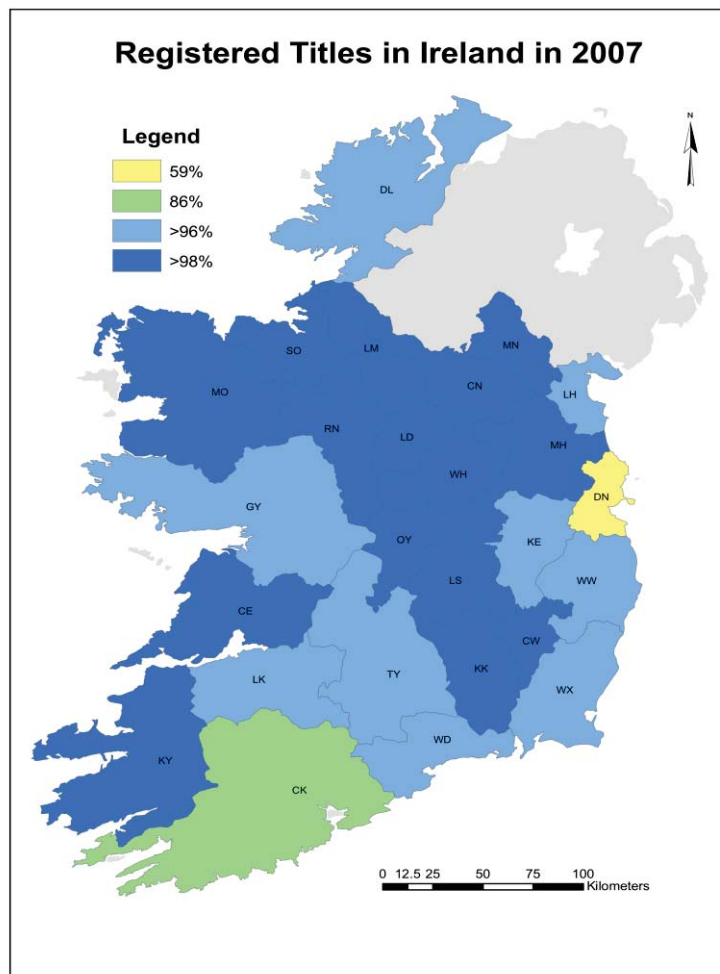 Registered Titles in Ireland in 2007
Legend
59%
86%
>96%
>98%
N
DL
SO
LM
MN
CN
MO
LH
RN
LD
MH
WH
DN
GY
OY
KE
LS
WW
CE
CW
LK
TY
KK
WX
WD
KY
CK
0 12.5 25 50 75 100
Kilometers